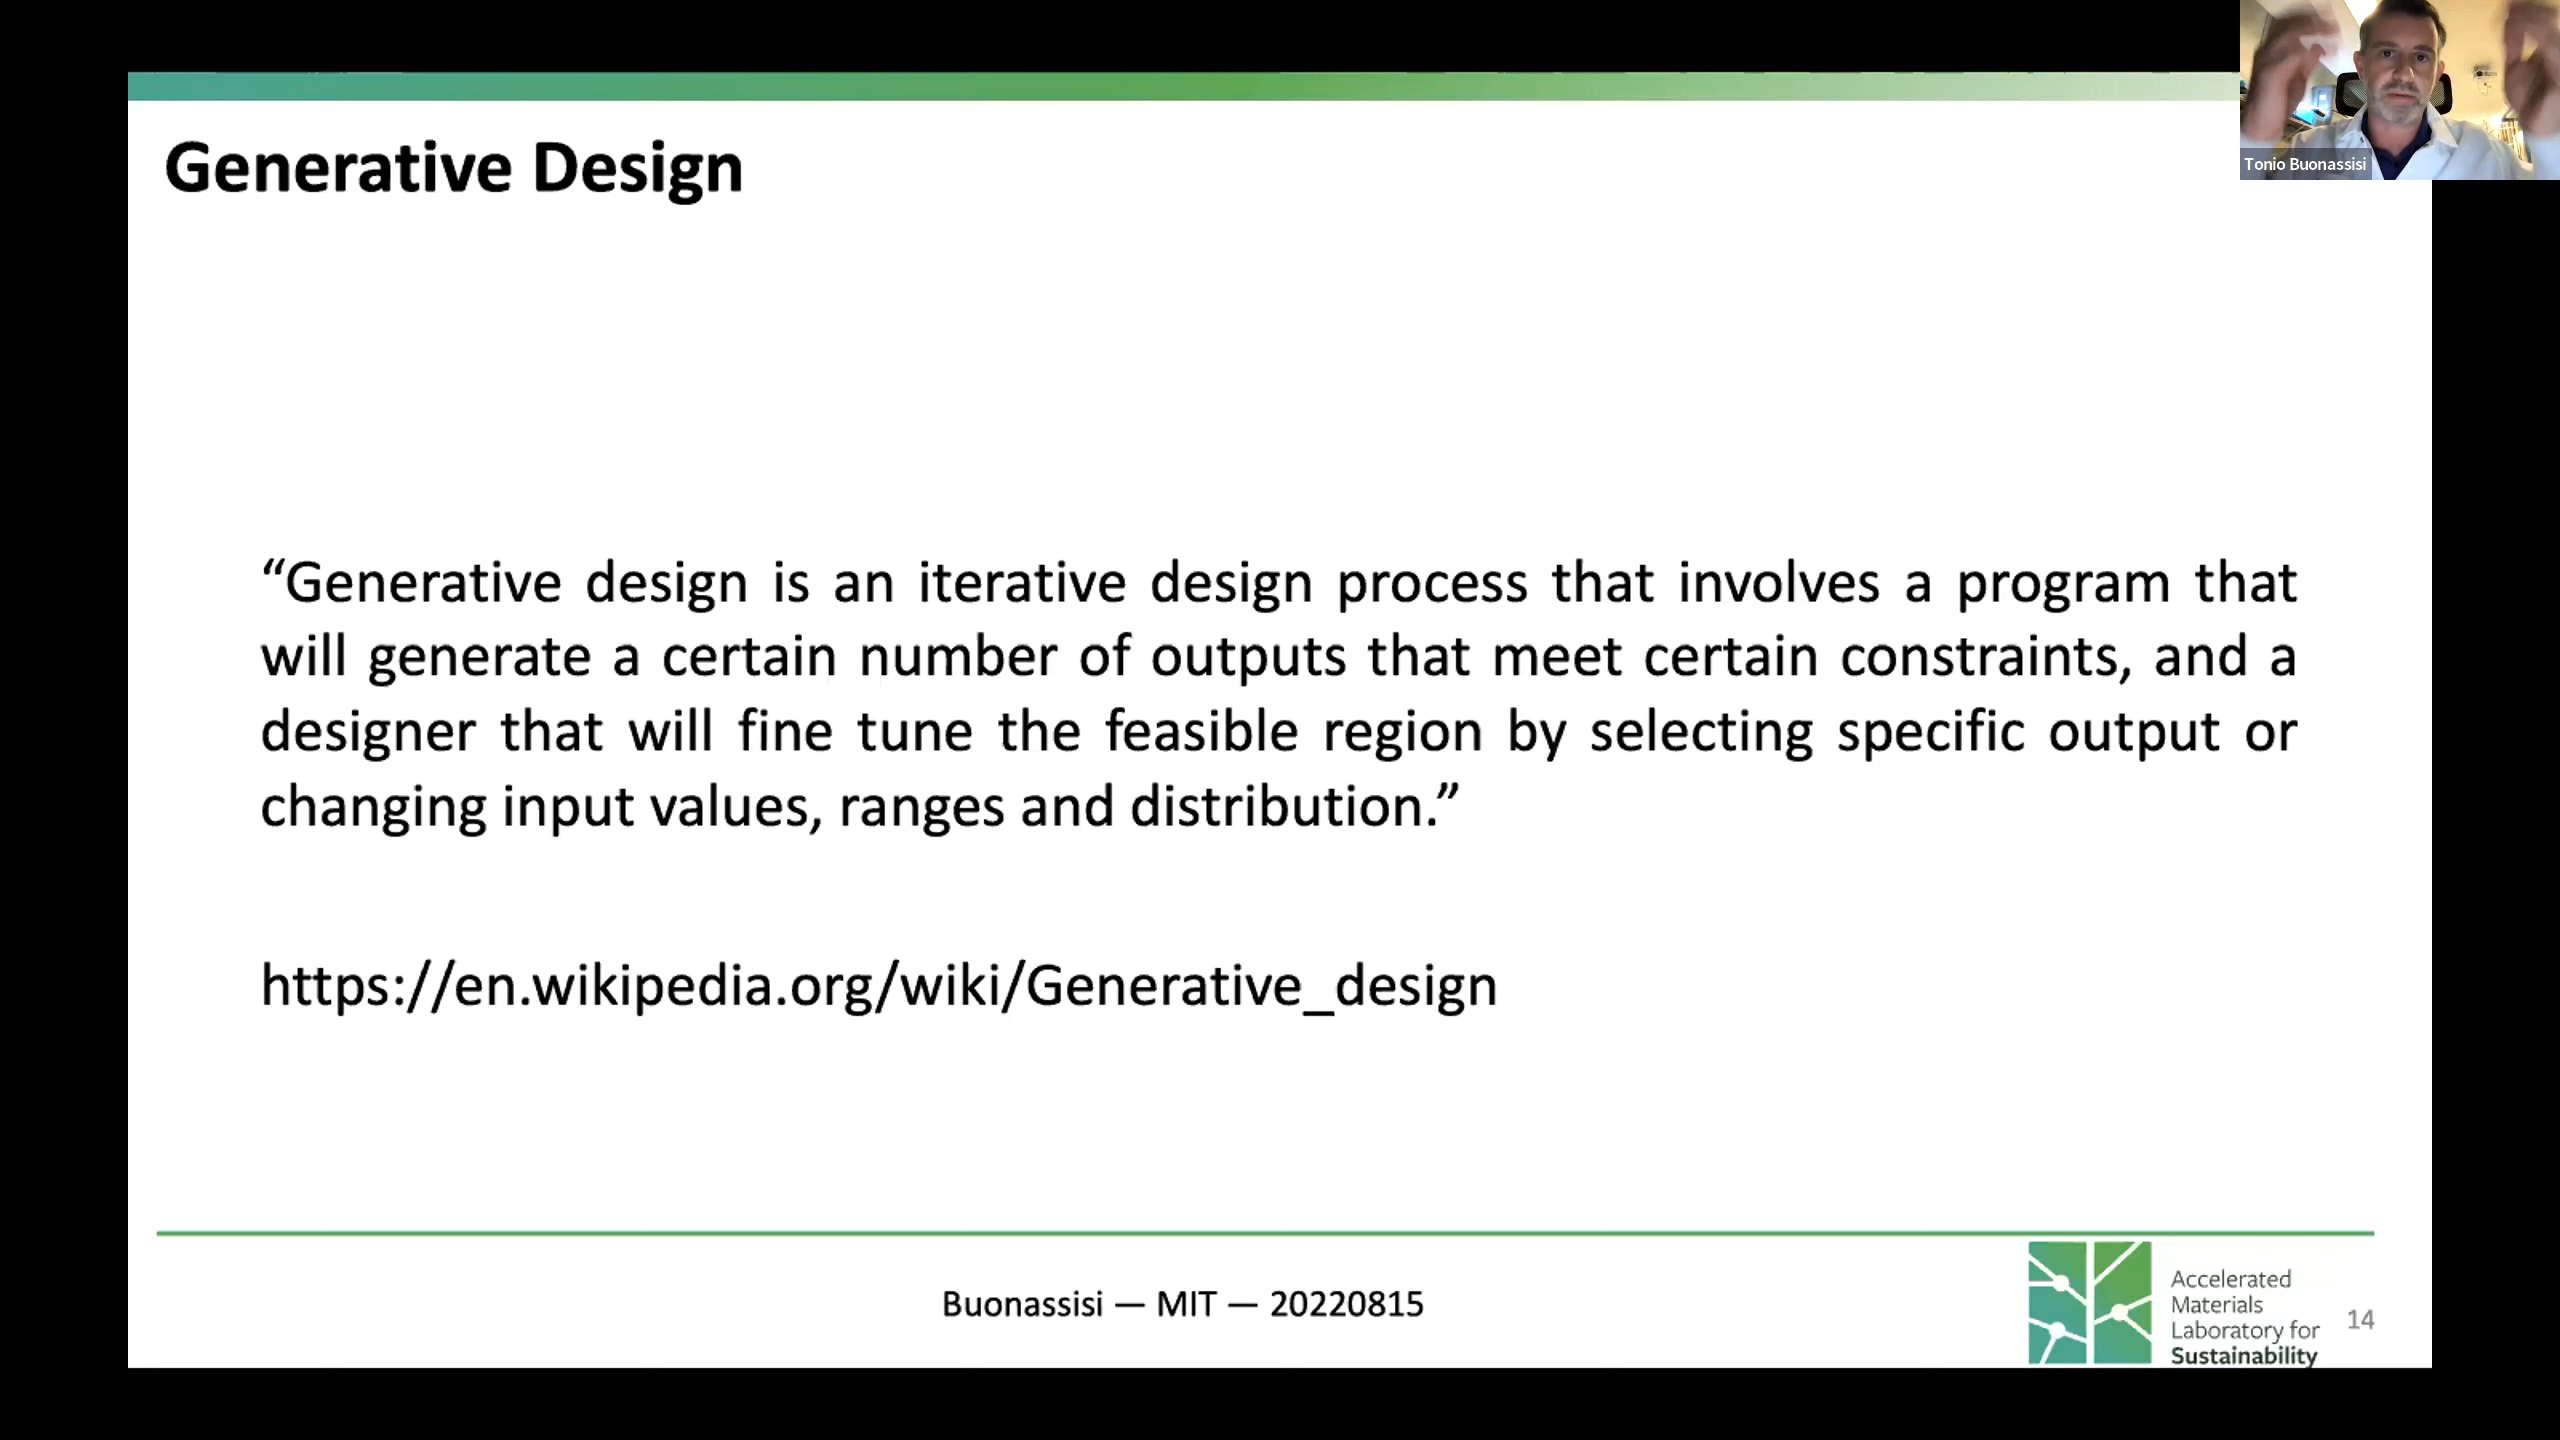 Generative Design
Tonio Buonassisi
“Generative design is an iterative design process that involves a program that
will generate a certain number of outputs that meet certain constraints, and a
designer that will fine tune the feasible region by selecting specific output or
changing input values, ranges and distribution.”
https://en.wikipedia.org/wiki/Generative_design
Buonassisi — MIT — 20220815
Accelerated
Materials
Laboratory for
Sustainability
14